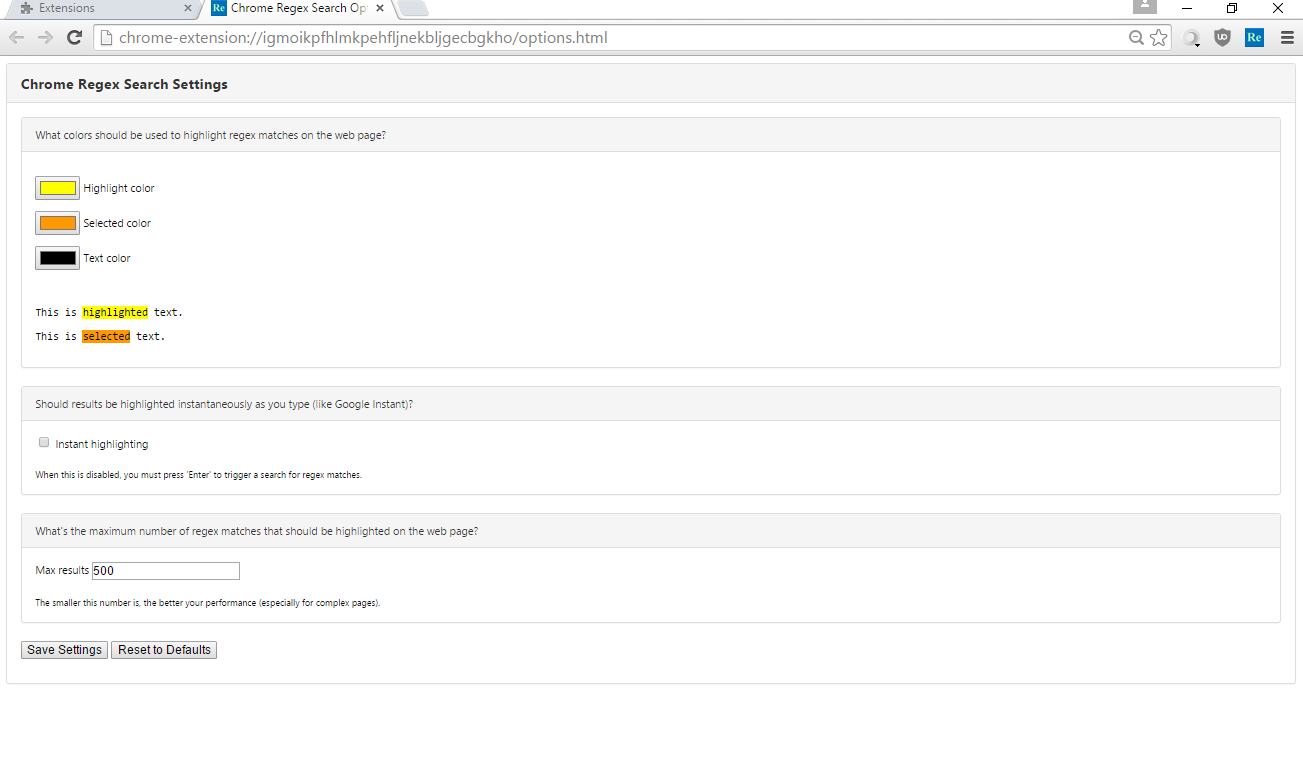 Extensions
Re Chrome Regex Search Op
chrome-extension://igmoikpfhlmkpehfljnekbljgecbgkho/options.html
Re
Chrome Regex Search Settings
What colors should be used to highlight regex matches on the web page?
Highlight color
Selected color
Text color
This is highlighted text.
This is selected text.
Should results be highlighted instantaneously as you type (like Google Instant)?
Instant highlighting
When this is disabled, you must press 'Enter' to trigger a search for regex matches.
What's the maximum number of regex matches that should be highlighted on the web page?
Max results 500
The smaller this number is, the better your performance (especially for complex pages).
Save Settings Reset to Defaults